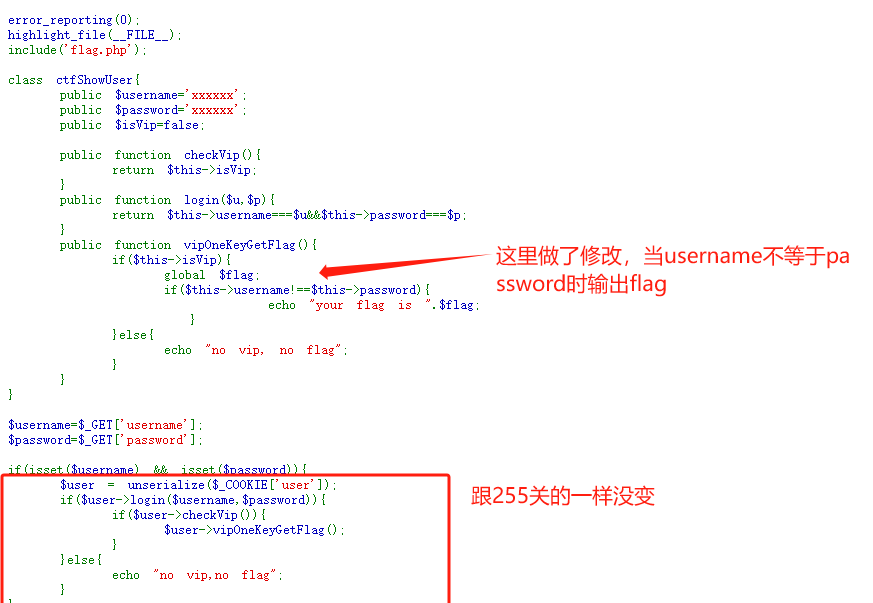 error_reporting(0);
highlight_file(__FILE__);
include('flag.php');
class ctfShowUser{
public $username='xxxxxx';
public $password='xxxxxx';
public $isVip=false;
public function checkVip(){
return $this->isVip;
}
public function login($u,$p){
return $this->username===$u&&$this->password===$p;
}
public function vipOneKeyGetFlag(){
if($this->isVip){
global $flag;
if($this->username!==$this->password){
echo "your flag is ".$flag;
}
}else{
echo "no vip, no flag";
}
}
}
这里做了修改，当username不等于pa
ssword时输出flag
$username=$_GET['username'];
$password=$_GET['password'];
if(isset($username) && isset($password)){
$user = unserialize($_COOKIE['user']);
if($user->login($username,$password)){
if($user->checkVip()){
$user->vipOneKeyGetFlag();
}
}else{
echo "no vip,no flag";
}
跟255关的一样没变